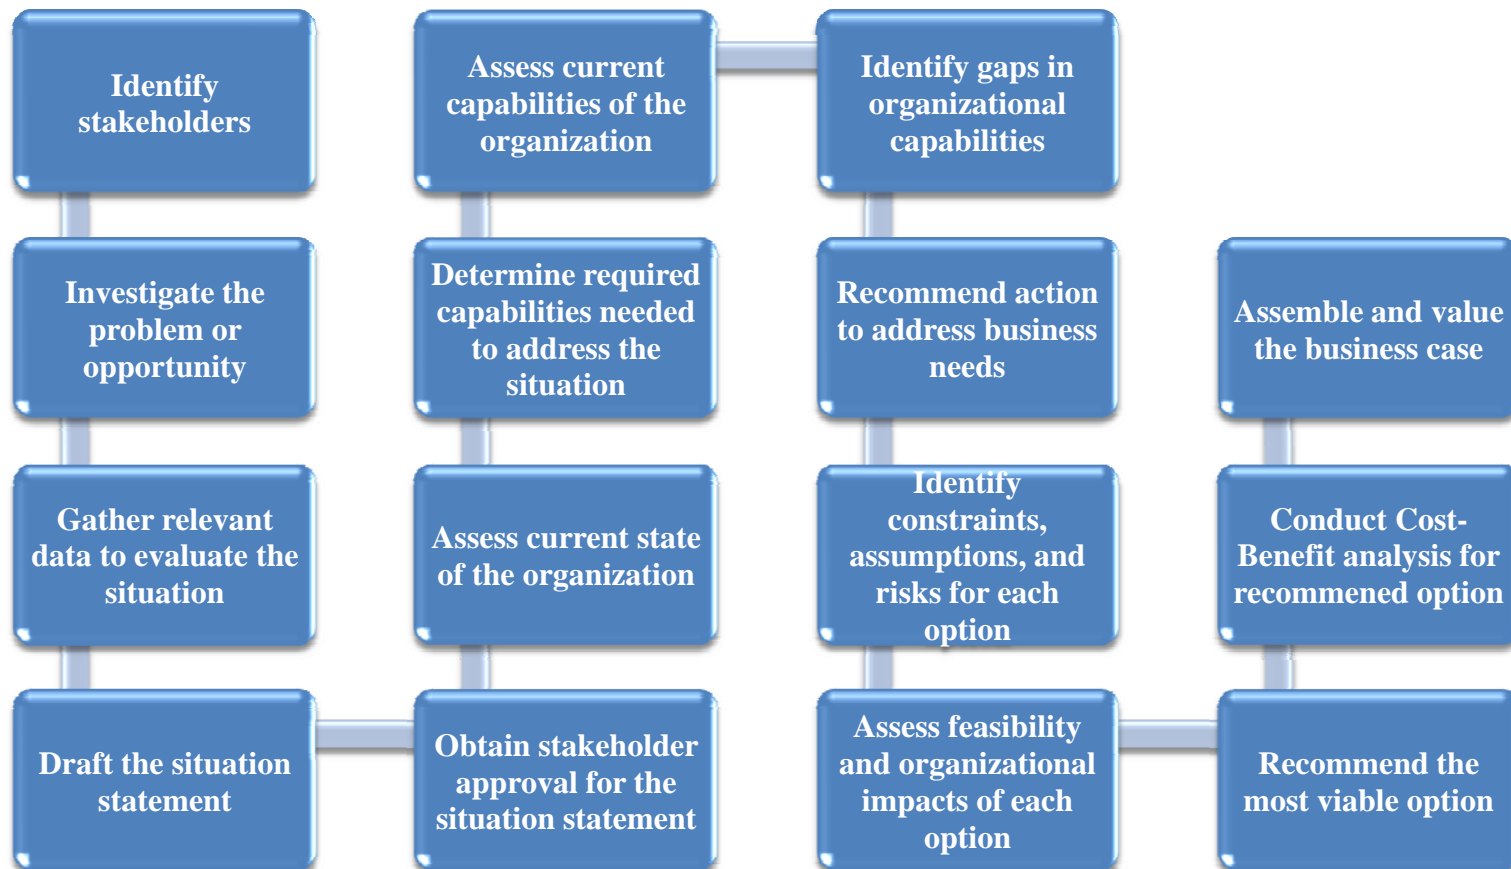 Identify
stakeholders
Investigate the
problem or
opportunity
Gather relevant
data to evaluate the
situation
Draft the situation
statement
Obtain stakeholder
approval for the
situation statement
Assess current state
of the organization
Determine required
capabilities needed
to address the
situation
Assess current
capabilities of the
organization
Identify gaps in
organizational
capabilities
Recommend action
to address business
needs
Identify
constraints,
assumptions, and
risks for each
option
Assess feasibility
and organizational
impacts of each
option
Recommend the
most viable option
Conduct Cost-
Benefit analysis for
recommened option
Assemble and value
the business case